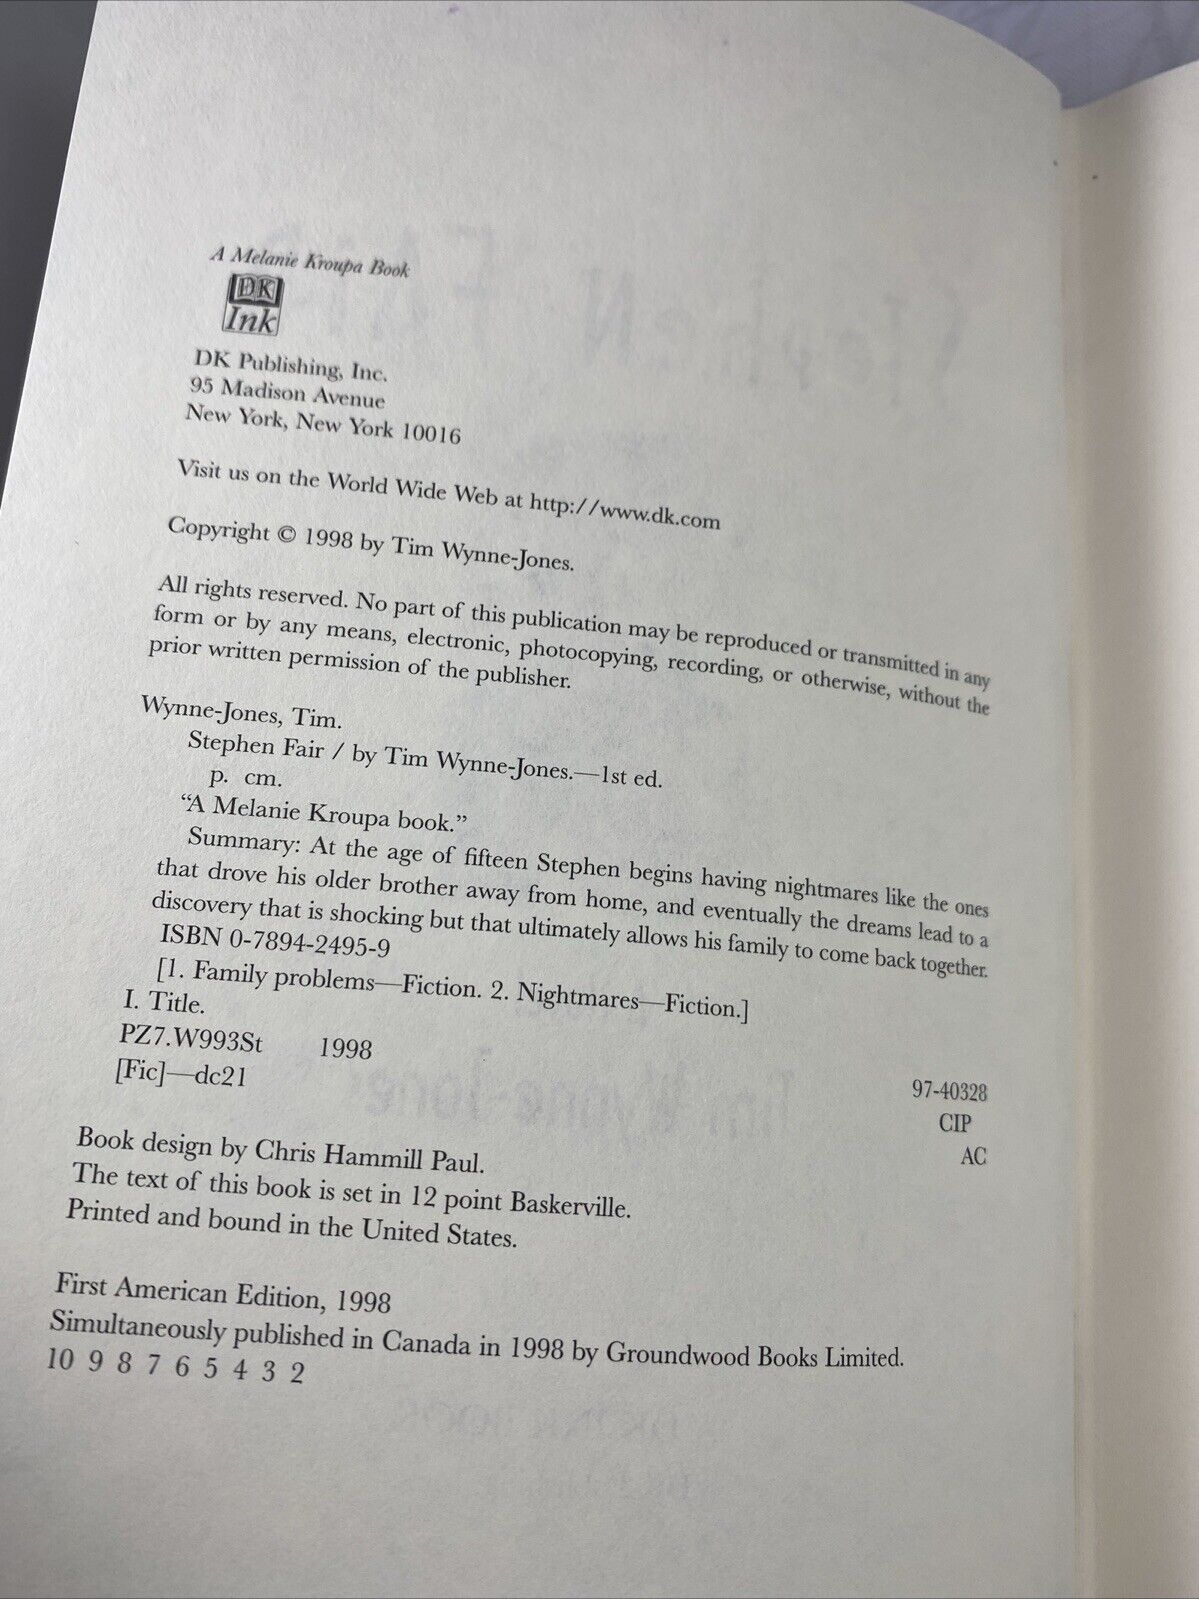 A Melanie Kroupa Book
DK
Ink
DK Publishing, Inc.
95 Madison Avenue
New York, New York 10016
Visit us on the World Wide Web at http://www.dk.com
Copyright © 1998 by Tim Wynne-Jones.
All rights reserved. No part of this publication may be reproduced or transmitted in any
form or by any means, electronic, photocopying, recording, or otherwise, without the
prior written permission of the publisher.
Wynne-Jones, Tim.
Stephen Fair / by Tim Wynne-Jones.—1st ed.
p. cm.
“A Melanie Kroupa book.”
Summary: At the age of fifteen Stephen begins having nightmares like the ones
that drove his older brother away from home, and eventually the dreams lead to a
discovery that is shocking but that ultimately allows his family to come back together.
ISBN 0-7894-2495-9
[1. Family problems—Fiction. 2. Nightmares—Fiction.]
I. Title.
PZ7.W993St 1998
97-40328
[Fic]—dc21
CIP
AC
Book design by Chris Hammill Paul.
The text of this book is set in 12 point Baskerville.
Printed and bound in the United States.
First American Edition, 1998
Simultaneously published in Canada in 1998 by Groundwood Books Limited.
10 9 8 7 6 5 4 3 2